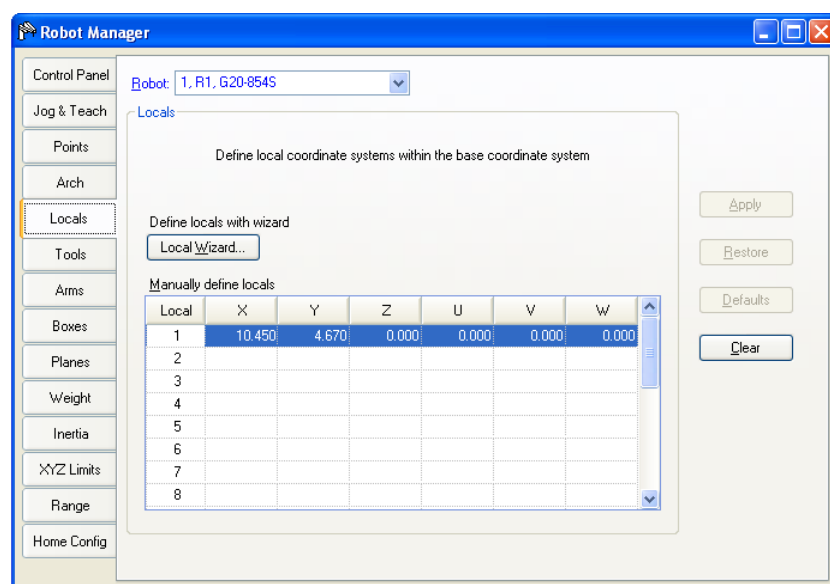 Robot Manager
Control Panel
Jog & Teach
Points
Arch
Locals
Tools
Arms
Boxes
Planes
Weight
Inertia
XYZ Limits
Range
Home Config
Robot: 1, R1, G20-854S
Locals
Define local coordinate systems within the base coordinate system
Define locals with wizard
Local Wizard...
Manually define locals
Local X Y Z U V W
1 10.450 4.670 0.000 0.000 0.000 0.000
2
3
4
5
6
7
8
Apply
Restore
Defaults
Clear